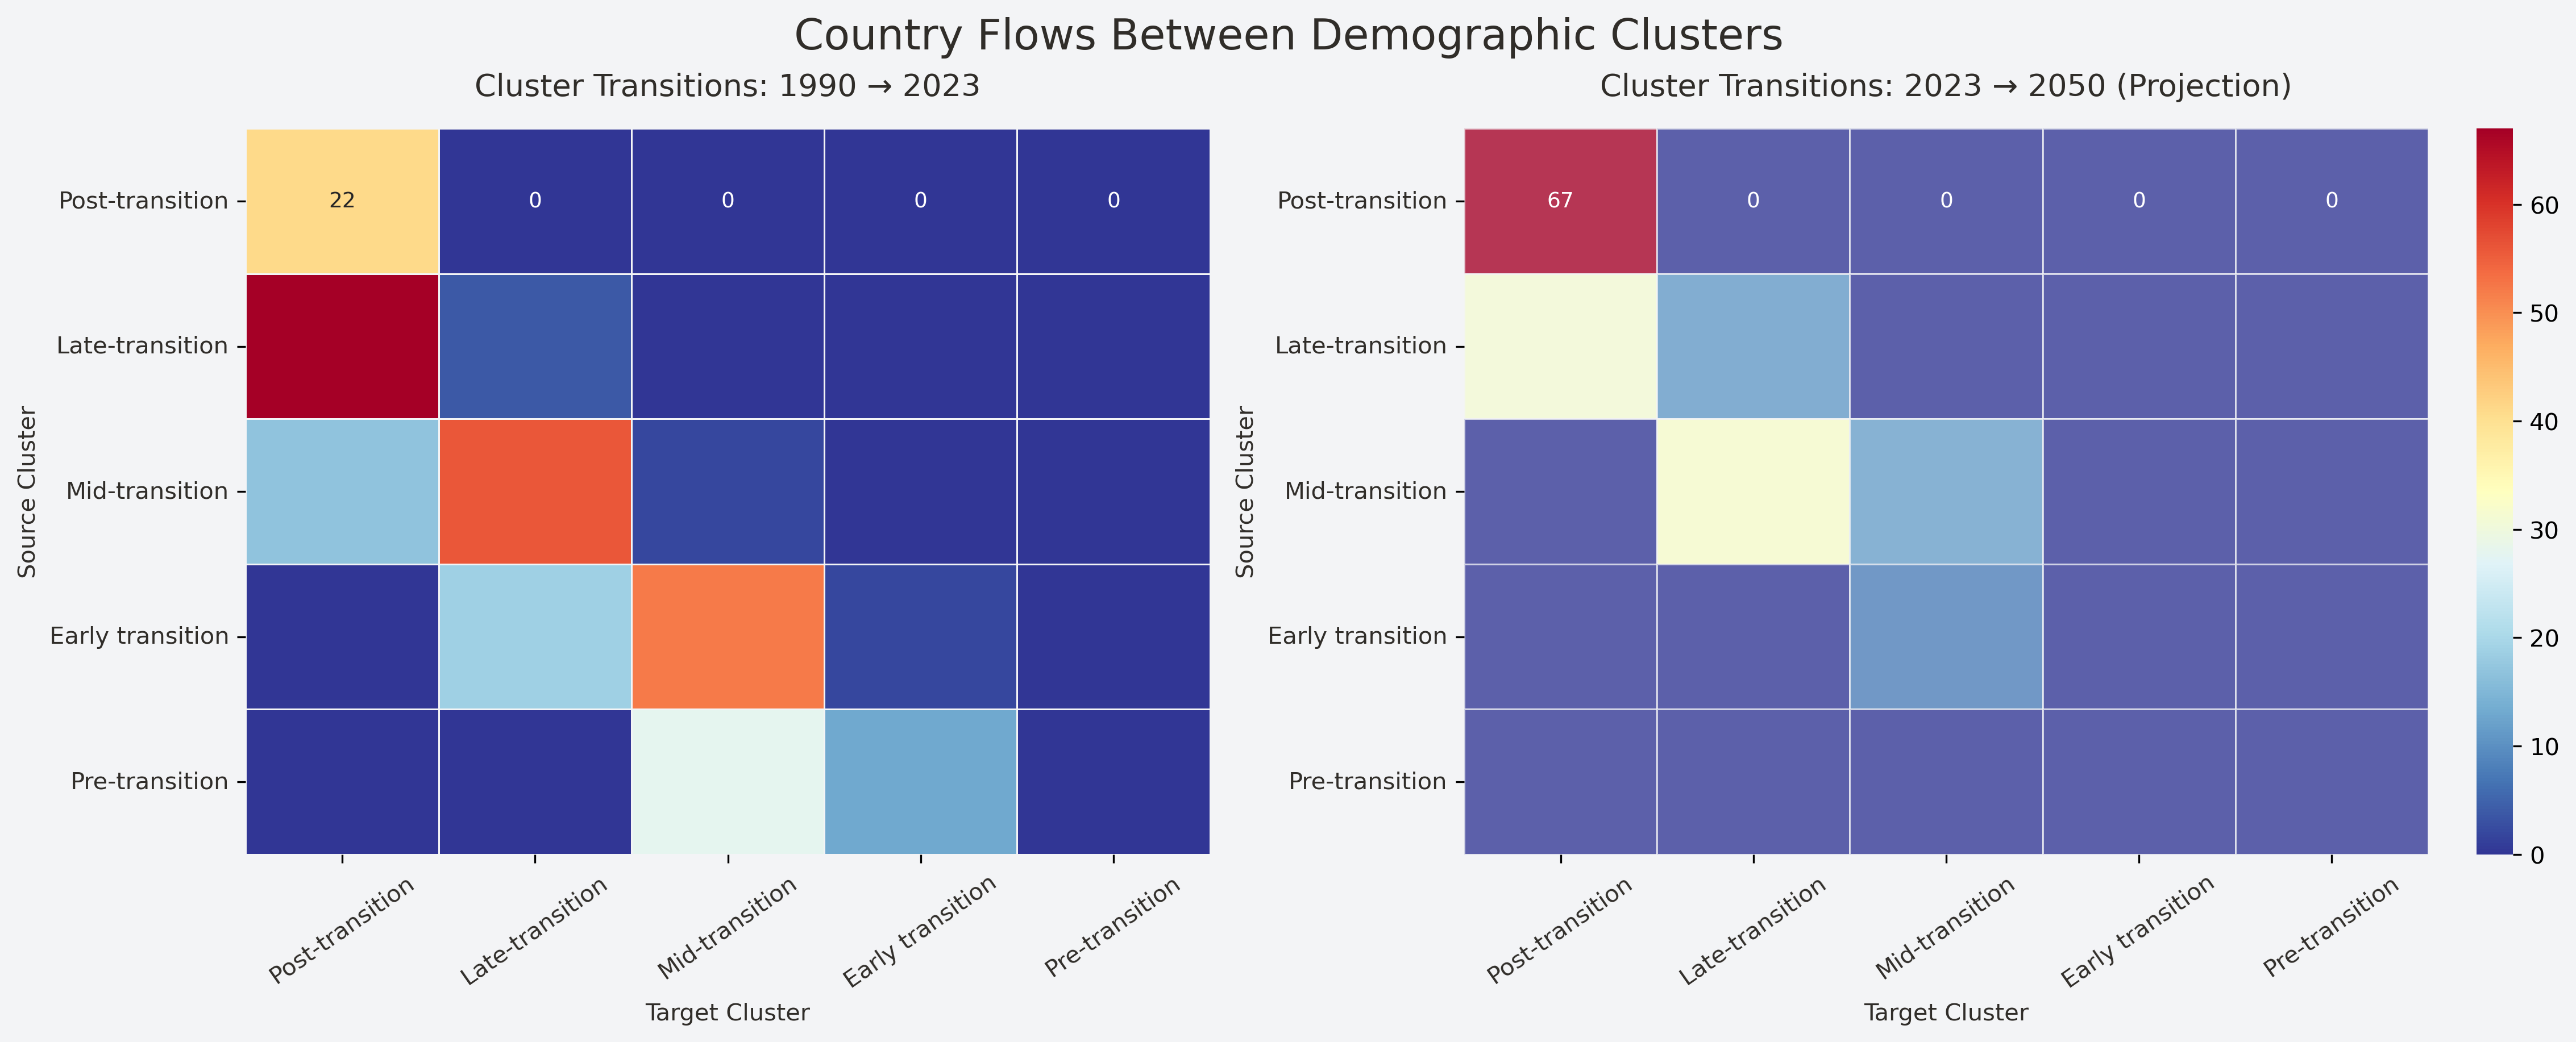 Country Flows Between Demographic Clusters
Cluster Transitions: 1990 → 2023
Post-transition
Late-transition
Mid-transition
Early transition
Pre-transition
Source Cluster
22 0 0 0 0
Post-transition
Late-transition
Mid-transition
Early transition
Pre-transition
Target Cluster
Cluster Transitions: 2023 → 2050 (Projection)
Post-transition
Late-transition
Mid-transition
Early transition
Pre-transition
Source Cluster
67 0 0 0 0
Post-transition
Late-transition
Mid-transition
Early transition
Pre-transition
Target Cluster
60
50
40
30
20
10
0